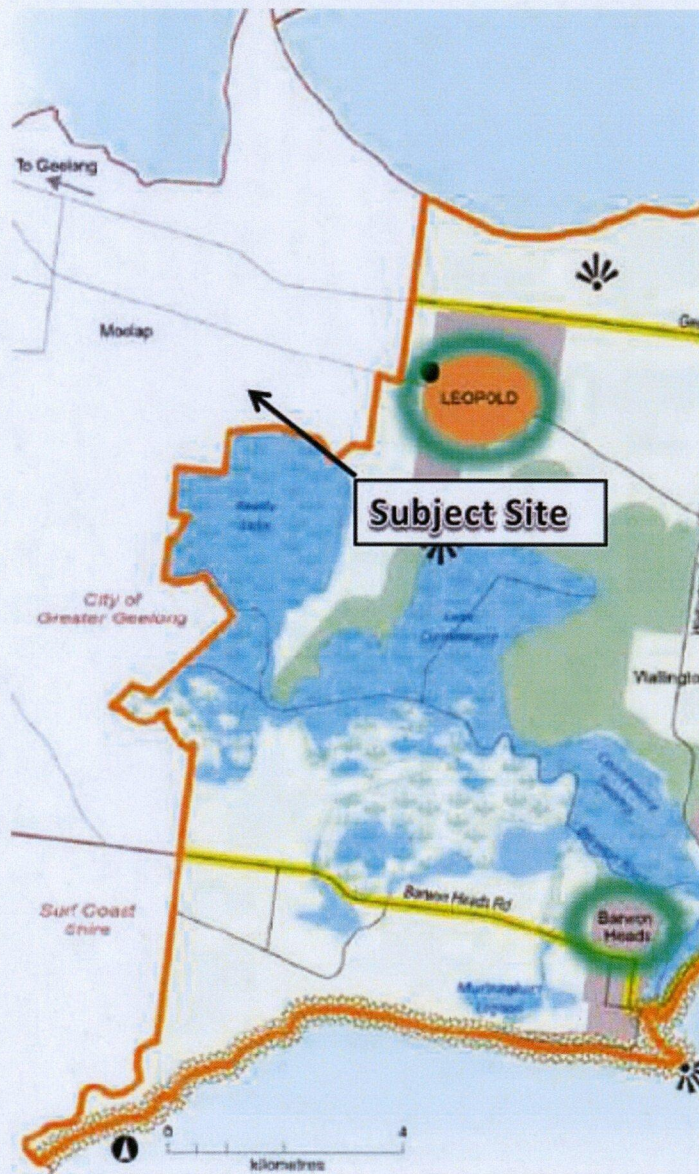 To Geelong
Moolap
LEOPOLD
Subject Site
City of
Greater Geelong
Barwon Heads Rd
Surf Coast
Shire
Barwon
Heads
0
4
kilometres